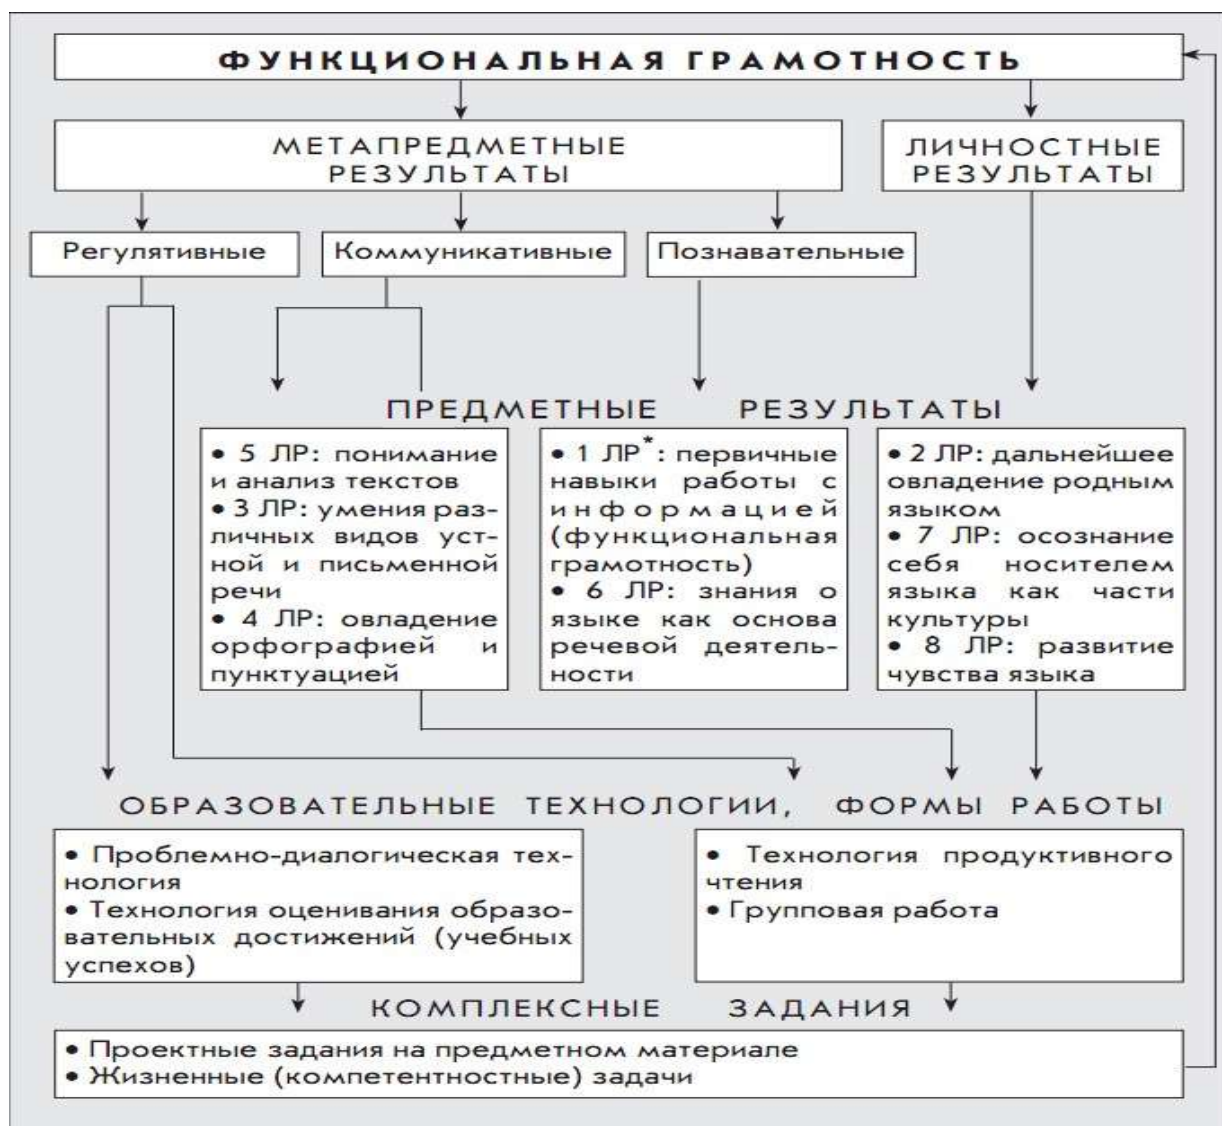 ФУНКЦИОНАЛЬНАЯ ГРАМОТНОСТЬ
МЕТАПРЕДМЕТНЫЕ
РЕЗУЛЬТАТЫ
ЛИЧНОСТНЫЕ
РЕЗУЛЬТАТЫ
Регулятивные
Коммуникативные
Познавательные
ПРЕДМЕТНЫЕ РЕЗУЛЬТАТЫ
• 5 ЛР: понимание
и анализ текстов
• 3 ЛР: умения раз-
личных видов уст-
ной и письменной
речи
• 4 ЛР: овладение
орфографией и
пунктуацией
• 1 ЛР*: первичные
навыки работы с
информацией
(функциональная
грамотность)
• 6 ЛР: знания о
языке как основа
речевой деятель-
ности
• 2 ЛР: дальнейшее
овладение родным
языком
• 7 ЛР: осознание
себя носителем
языка как части
культуры
• 8 ЛР: развитие
чувства языка
ОБРАЗОВАТЕЛЬНЫЕ ТЕХНОЛОГИИ, ФОРМЫ РАБОТЫ
• Проблемно-диалогическая тех-
нология
• Технология оценивания образо-
вательных достижений (учебных
успехов)
• Технология продуктивного
чтения
• Групповая работа
КОМПЛЕКСНЫЕ ЗАДАНИЯ
• Проектные задания на предметном материале
• Жизненные (компетентностные) задачи